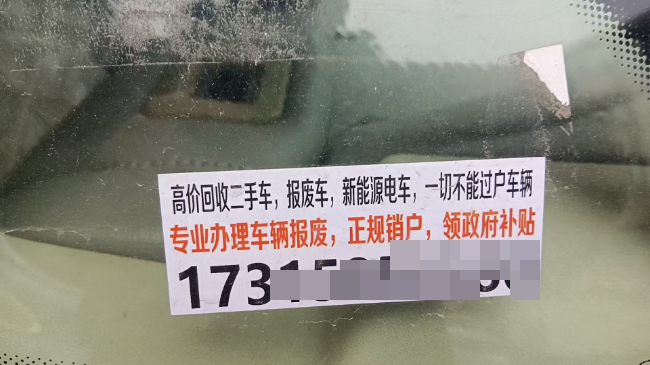 高价回收二手车，报废车，新能源电车，一切不能过户车辆
专业办理车辆报废，正规销户，领政府补贴
173